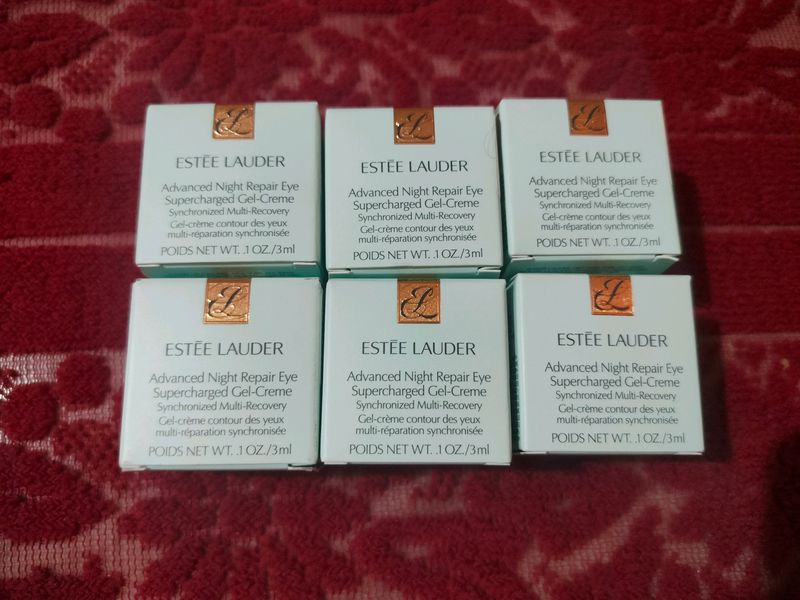 EL
ESTĒE LAUDER
Advanced Night Repair Eye
Supercharged Gel-Creme
Synchronized Multi-Recovery
Gel-crème contour des yeux
multi-réparation synchronisée
POIDS NET WT. .1 OZ./3ml
EL
ESTĒE LAUDER
Advanced Night Repair Eye
Supercharged Gel-Creme
Synchronized Multi-Recovery
Gel-crème contour des yeux
multi-réparation synchronisée
POIDS NET WT. .1 OZ./3ml
EL
ESTĒE LAUDER
Advanced Night Repair Eye
Supercharged Gel-Creme
Synchronized Multi-Recovery
Gel-crème contour des yeux
multi-réparation synchronisée
POIDS NET WT. .1 OZ./3ml
EL
ESTĒE LAUDER
Advanced Night Repair Eye
Supercharged Gel-Creme
Synchronized Multi-Recovery
Gel-crème contour des yeux
multi-réparation synchronisée
POIDS NET WT. .1 OZ./3ml
EL
ESTĒE LAUDER
Advanced Night Repair Eye
Supercharged Gel-Creme
Synchronized Multi-Recovery
Gel-crème contour des yeux
multi-réparation synchronisée
POIDS NET WT. .1 OZ./3ml
EL
ESTĒE LAUDER
Advanced Night Repair Eye
Supercharged Gel-Creme
Synchronized Multi-Recovery
Gel-crème contour des yeux
multi-réparation synchronisée
POIDS NET WT. .1 OZ./3ml